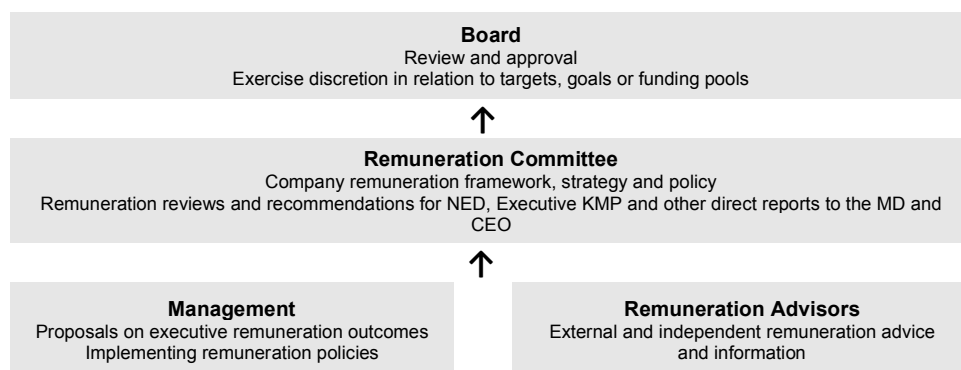 Board
Review and approval
Exercise discretion in relation to targets, goals or funding pools
Remuneration Committee
Company remuneration framework, strategy and policy
Remuneration reviews and recommendations for NED, Executive KMP and other direct reports to the MD and
CEO
Management
Proposals on executive remuneration outcomes
Implementing remuneration policies
Remuneration Advisors
External and independent remuneration advice
and information